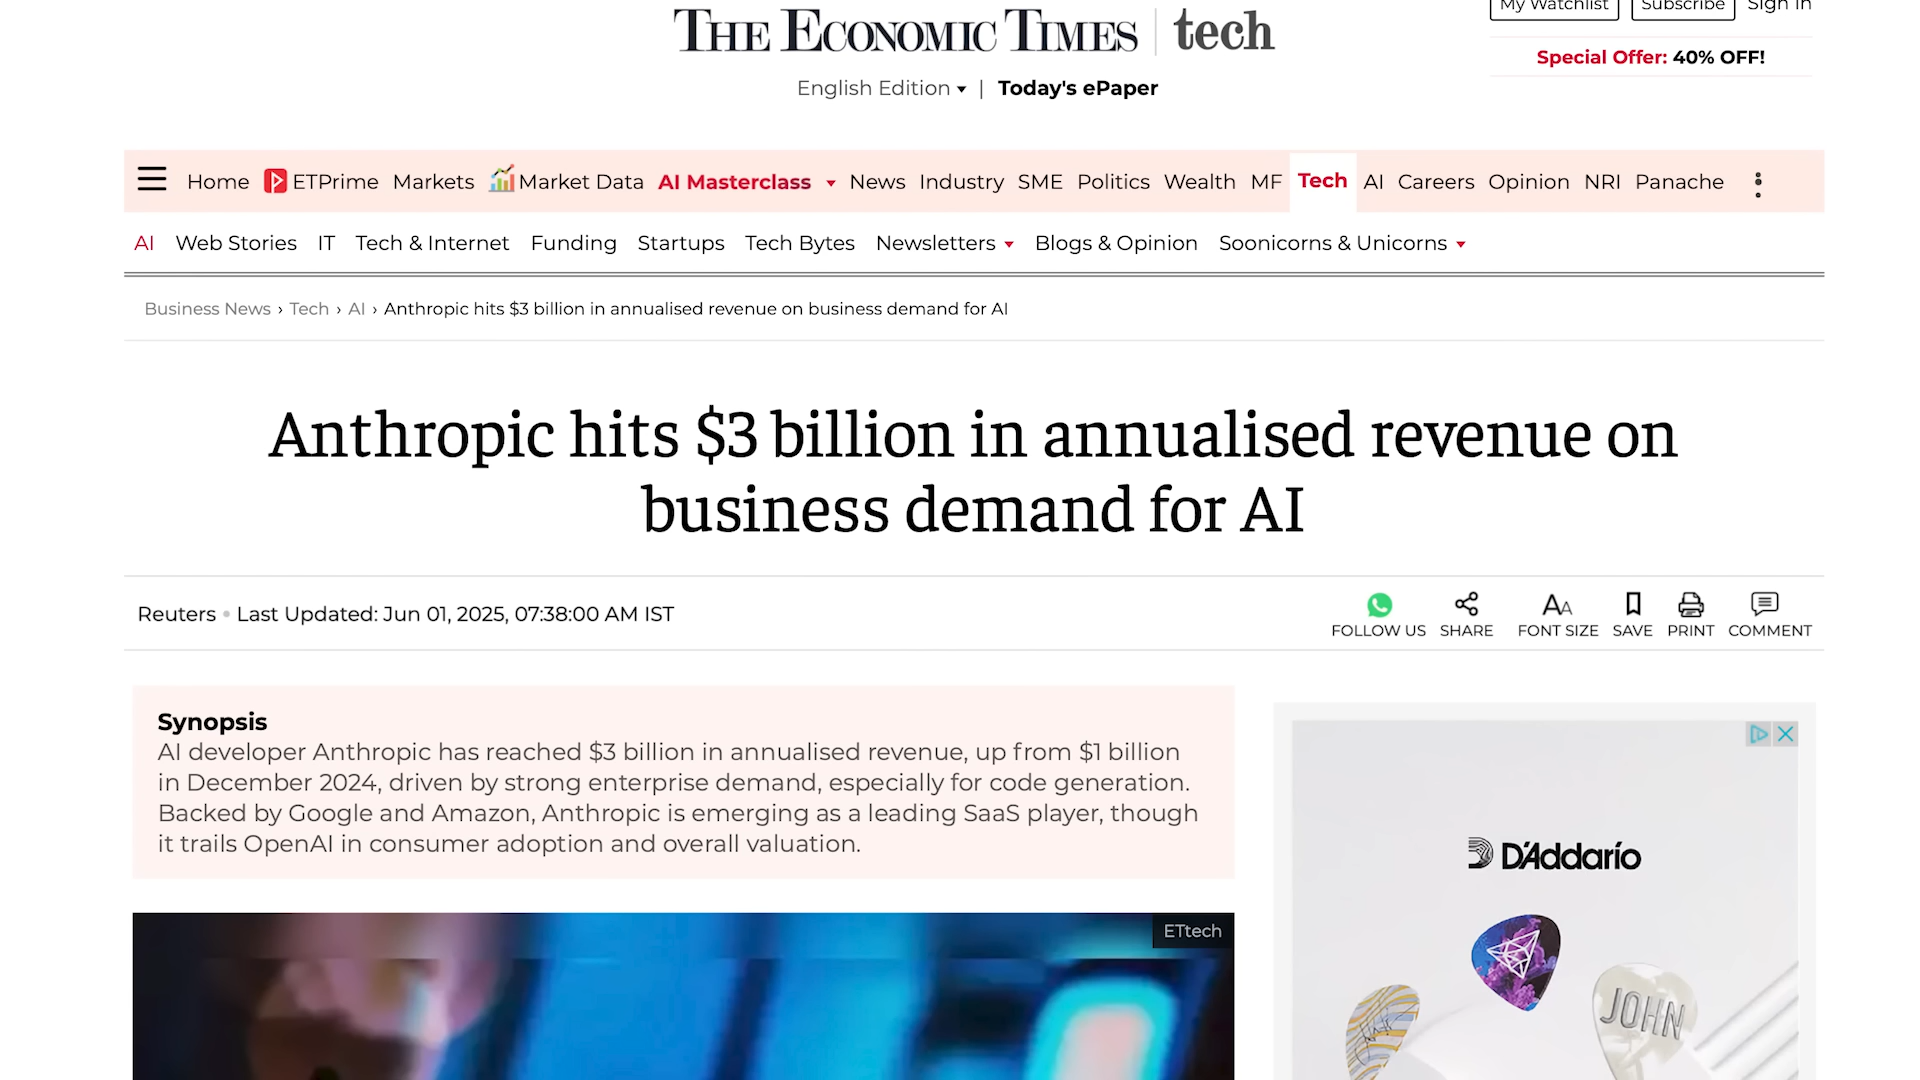 My Watchlist Subscribe Sign In
THE ECONOMIC TIMES | tech
Special Offer: 40% OFF!
English Edition | Today's ePaper
Home ETPrime Markets Market Data AI Masterclass News Industry SME Politics Wealth MF Tech AI Careers Opinion NRI Panache
AI Web Stories IT Tech & Internet Funding Startups Tech Bytes Newsletters Blogs & Opinion Soonicorns & Unicorns
Business News › Tech › AI › Anthropic hits $3 billion in annualised revenue on business demand for AI
Anthropic hits $3 billion in annualised revenue on
business demand for AI
Reuters • Last Updated: Jun 01, 2025, 07:38:00 AM IST
FOLLOW US SHARE FONT SIZE SAVE PRINT COMMENT
Synopsis
AI developer Anthropic has reached $3 billion in annualised revenue, up from $1 billion
in December 2024, driven by strong enterprise demand, especially for code generation.
Backed by Google and Amazon, Anthropic is emerging as a leading SaaS player, though
it trails OpenAI in consumer adoption and overall valuation.
ETtech
D'Addario
JOHN